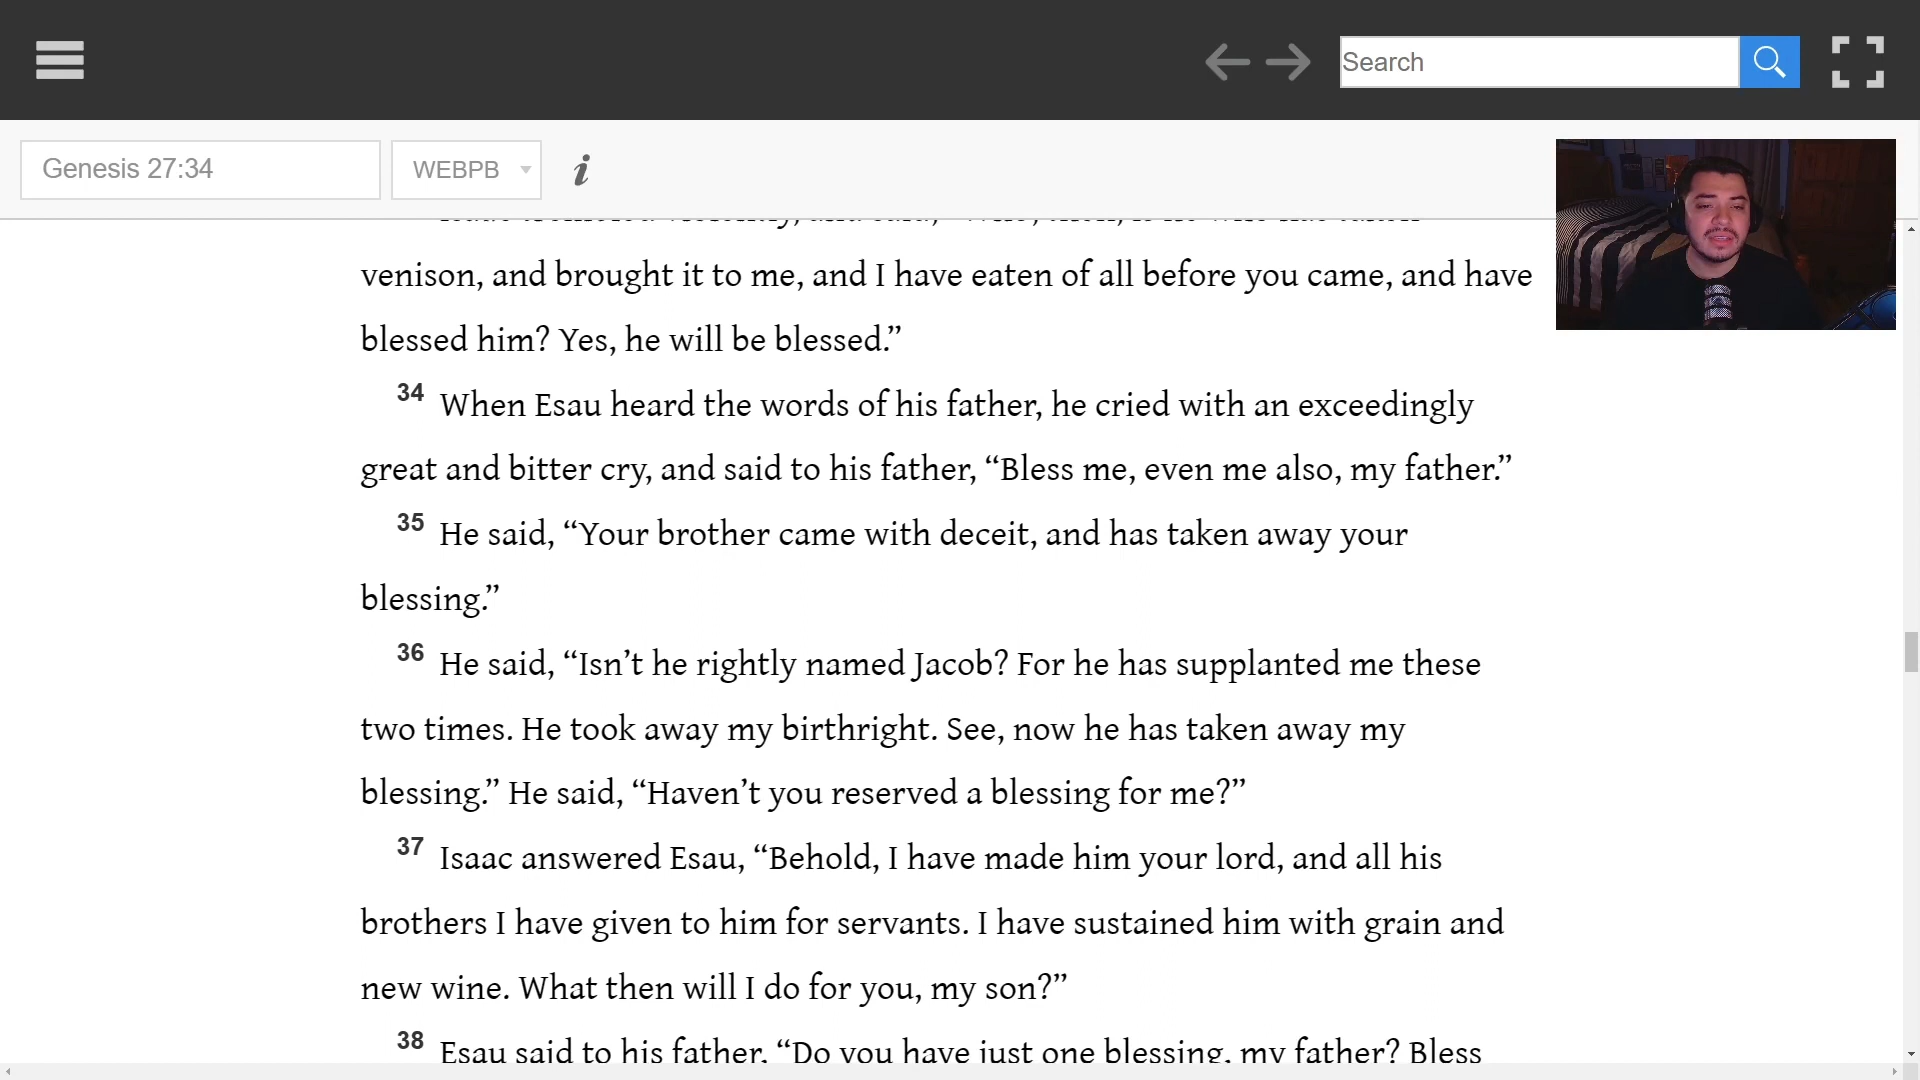 Search
Genesis 27:34
WEBPB
i
venison, and brought it to me, and I have eaten of all before you came, and have
blessed him? Yes, he will be blessed.”
34 When Esau heard the words of his father, he cried with an exceedingly
great and bitter cry, and said to his father, “Bless me, even me also, my father.”
35 He said, “Your brother came with deceit, and has taken away your
blessing.”
36 He said, “Isn’t he rightly named Jacob? For he has supplanted me these
two times. He took away my birthright. See, now he has taken away my
blessing.” He said, “Haven’t you reserved a blessing for me?”
37 Isaac answered Esau, “Behold, I have made him your lord, and all his
brothers I have given to him for servants. I have sustained him with grain and
new wine. What then will I do for you, my son?”
38 Esau said to his father, “Do you have just one blessing, my father? Bless